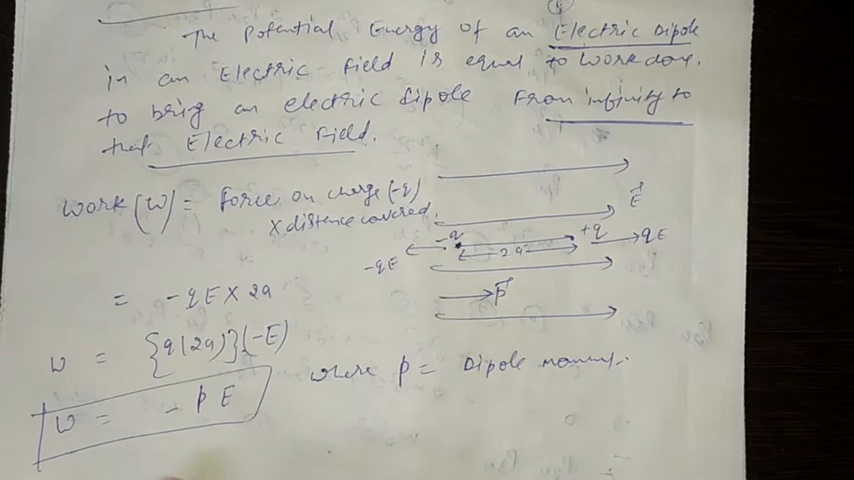 The Potential Energy of an Electric Dipole
in an Electric field is equal to work done.
to bring an electric dipole From infinity to
that Electric Field.
Work (W) = force on charge (-q)
x distance covered.
E
-q +q qE
-qE 2a
= -qE x 2a
P
W = {q(2a)}(-E)
where p = Dipole moment.
W = - p E